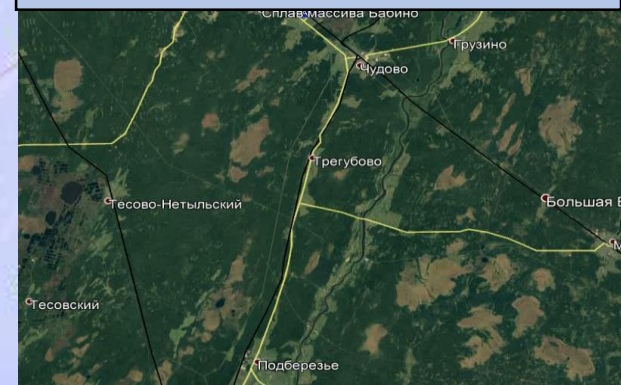 Сплав массива Бабино
Грузино
Чудово
Трегубово
Большая
Тесово-Нетыльский
Тесовский
Подберезье